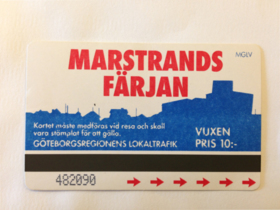 MGLV
MARSTRANDS
FÄRJAN
Kortet måste medföras vid resa och skall
vara stämplat för att gälla.
GÖTEBORGSREGIONENS LOKALTRAFIK
VUXEN
PRIS 10:-
482090